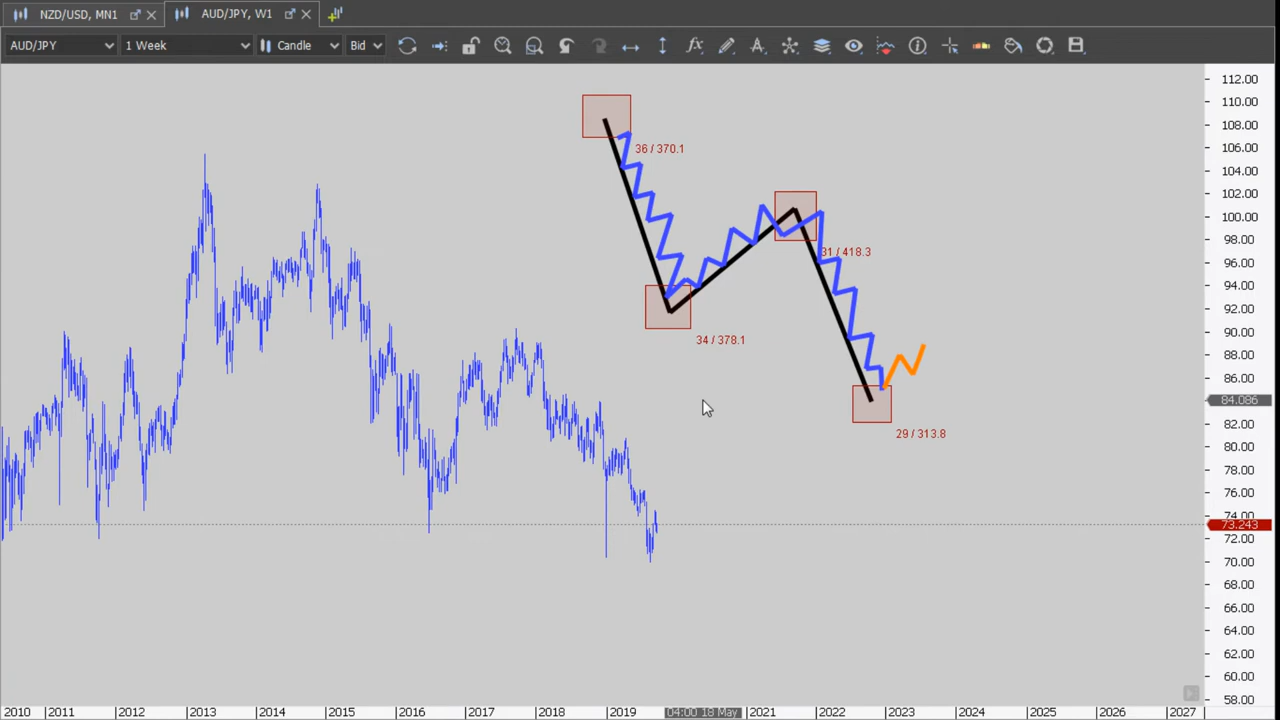 NZD/USD, MN1
AUD/JPY, W1
AUD/JPY
1 Week
Candle
Bid
fx
36 / 370.1
34 / 378.1
31 / 418.3
29 / 313.8
112.00
110.00
108.00
106.00
104.00
102.00
100.00
98.00
96.00
94.00
92.00
90.00
88.00
86.00
84.086
82.00
80.00
78.00
76.00
74.00
73.243
72.00
70.00
68.00
66.00
64.00
62.00
60.00
58.00
2010 2011 2012 2013 2014 2015 2016 2017 2018 2019 04:00 18 May 2021 2022 2023 2024 2025 2026 2027